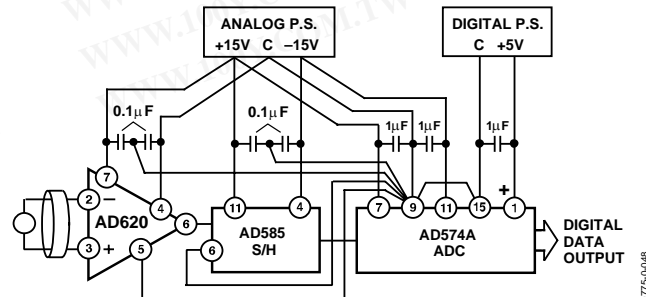 ANALOG P.S.
+15V C –15V
DIGITAL P.S.
C +5V
0.1µF
0.1µF
1µF
1µF
1µF
7
2
–
AD620
4
6
3
+
5
11
4
6
AD585
S/H
7
9
11
15
+
1
AD574A
ADC
DIGITAL
DATA
OUTPUT